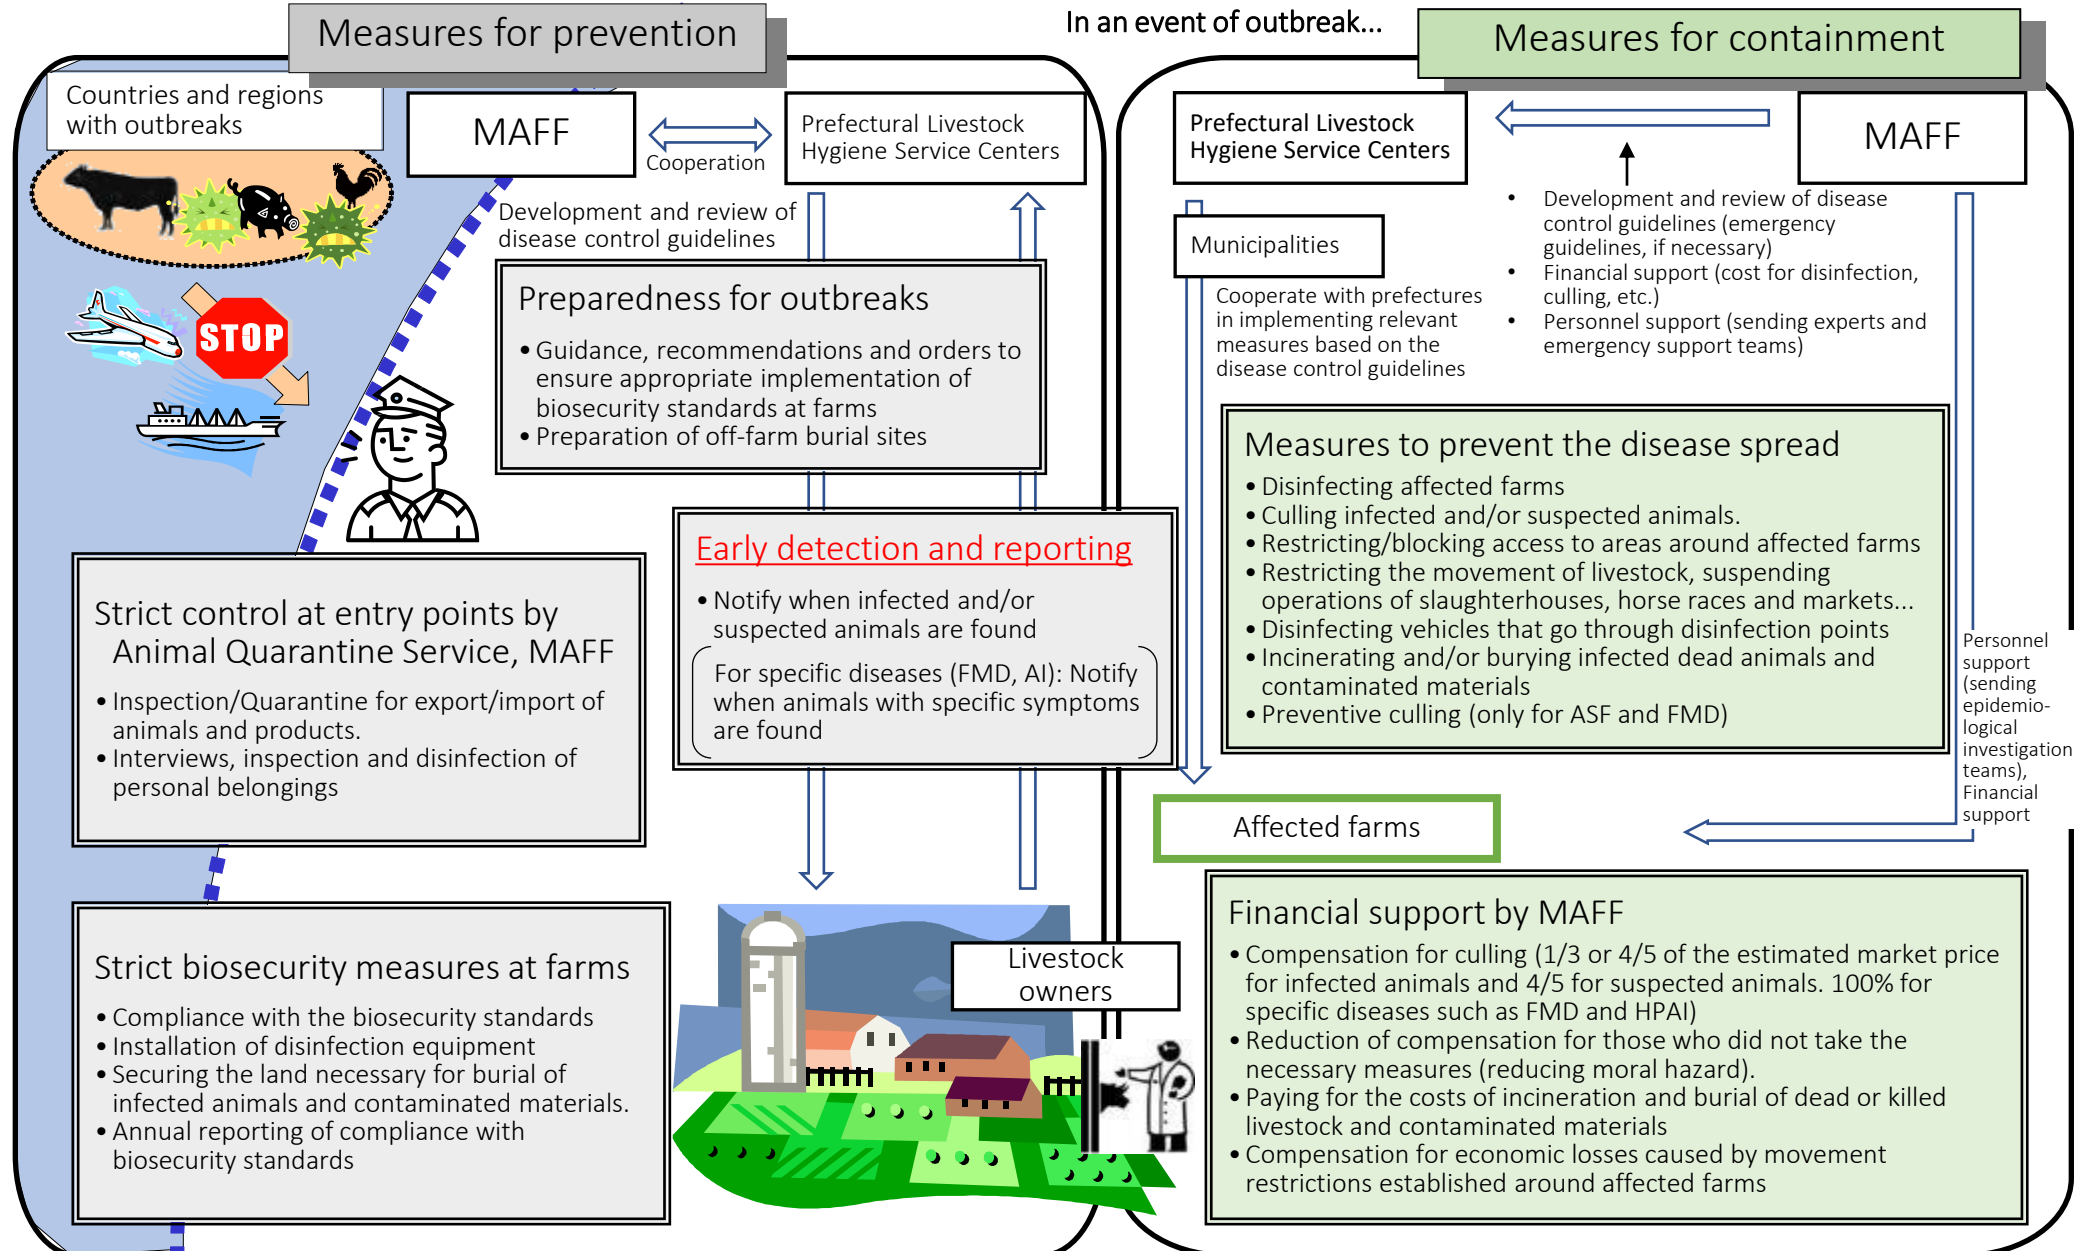 Measures for prevention
In an event of outbreak...
Measures for containment
Countries and regions
with outbreaks
MAFF
Cooperation
Prefectural Livestock
Hygiene Service Centers
Development and review of
disease control guidelines
STOP
Preparedness for outbreaks
• Guidance, recommendations and orders to
ensure appropriate implementation of
biosecurity standards at farms
• Preparation of off-farm burial sites
Early detection and reporting
• Notify when infected and/or
suspected animals are found
For specific diseases (FMD, AI): Notify
when animals with specific symptoms
are found
Strict control at entry points by
Animal Quarantine Service, MAFF
• Inspection/Quarantine for export/import of
animals and products.
• Interviews, inspection and disinfection of
personal belongings
Strict biosecurity measures at farms
• Compliance with the biosecurity standards
• Installation of disinfection equipment
• Securing the land necessary for burial of
infected animals and contaminated materials.
• Annual reporting of compliance with
biosecurity standards
Livestock
owners
Prefectural Livestock
Hygiene Service Centers
MAFF
• Development and review of disease
control guidelines (emergency
guidelines, if necessary)
• Financial support (cost for disinfection,
culling, etc.)
• Personnel support (sending experts and
emergency support teams)
Municipalities
Cooperate with prefectures
in implementing relevant
measures based on the
disease control guidelines
Measures to prevent the disease spread
• Disinfecting affected farms
• Culling infected and/or suspected animals.
• Restricting/blocking access to areas around affected farms
• Restricting the movement of livestock, suspending
operations of slaughterhouses, horse races and markets...
• Disinfecting vehicles that go through disinfection points
• Incinerating and/or burying infected dead animals and
contaminated materials
• Preventive culling (only for ASF and FMD)
Personnel
support
(sending
epidemio-
logical
investigation
teams),
Financial
support
Affected farms
Financial support by MAFF
• Compensation for culling (1/3 or 4/5 of the estimated market price
for infected animals and 4/5 for suspected animals. 100% for
specific diseases such as FMD and HPAI)
• Reduction of compensation for those who did not take the
necessary measures (reducing moral hazard).
• Paying for the costs of incineration and burial of dead or killed
livestock and contaminated materials
• Compensation for economic losses caused by movement
restrictions established around affected farms